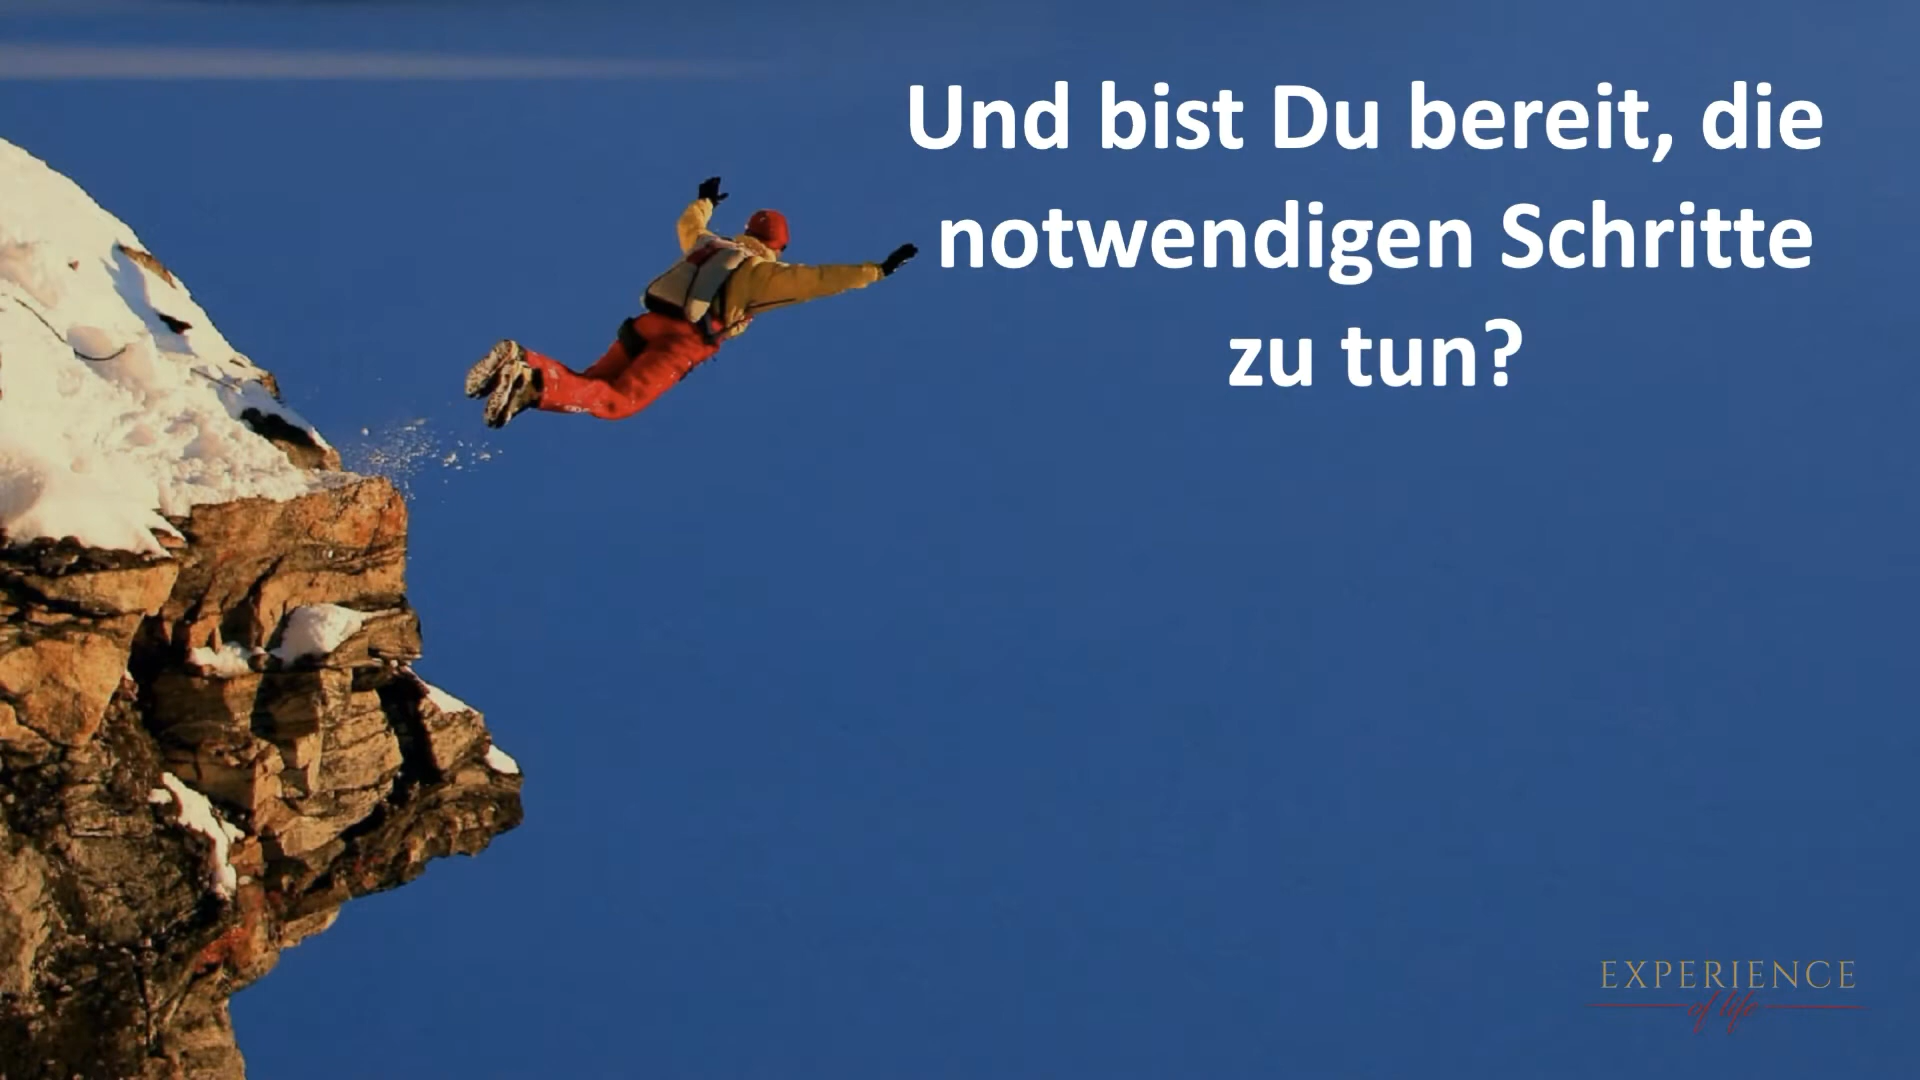 Und bist Du bereit, die
notwendigen Schritte
zu tun?
EXPERIENCE
of life